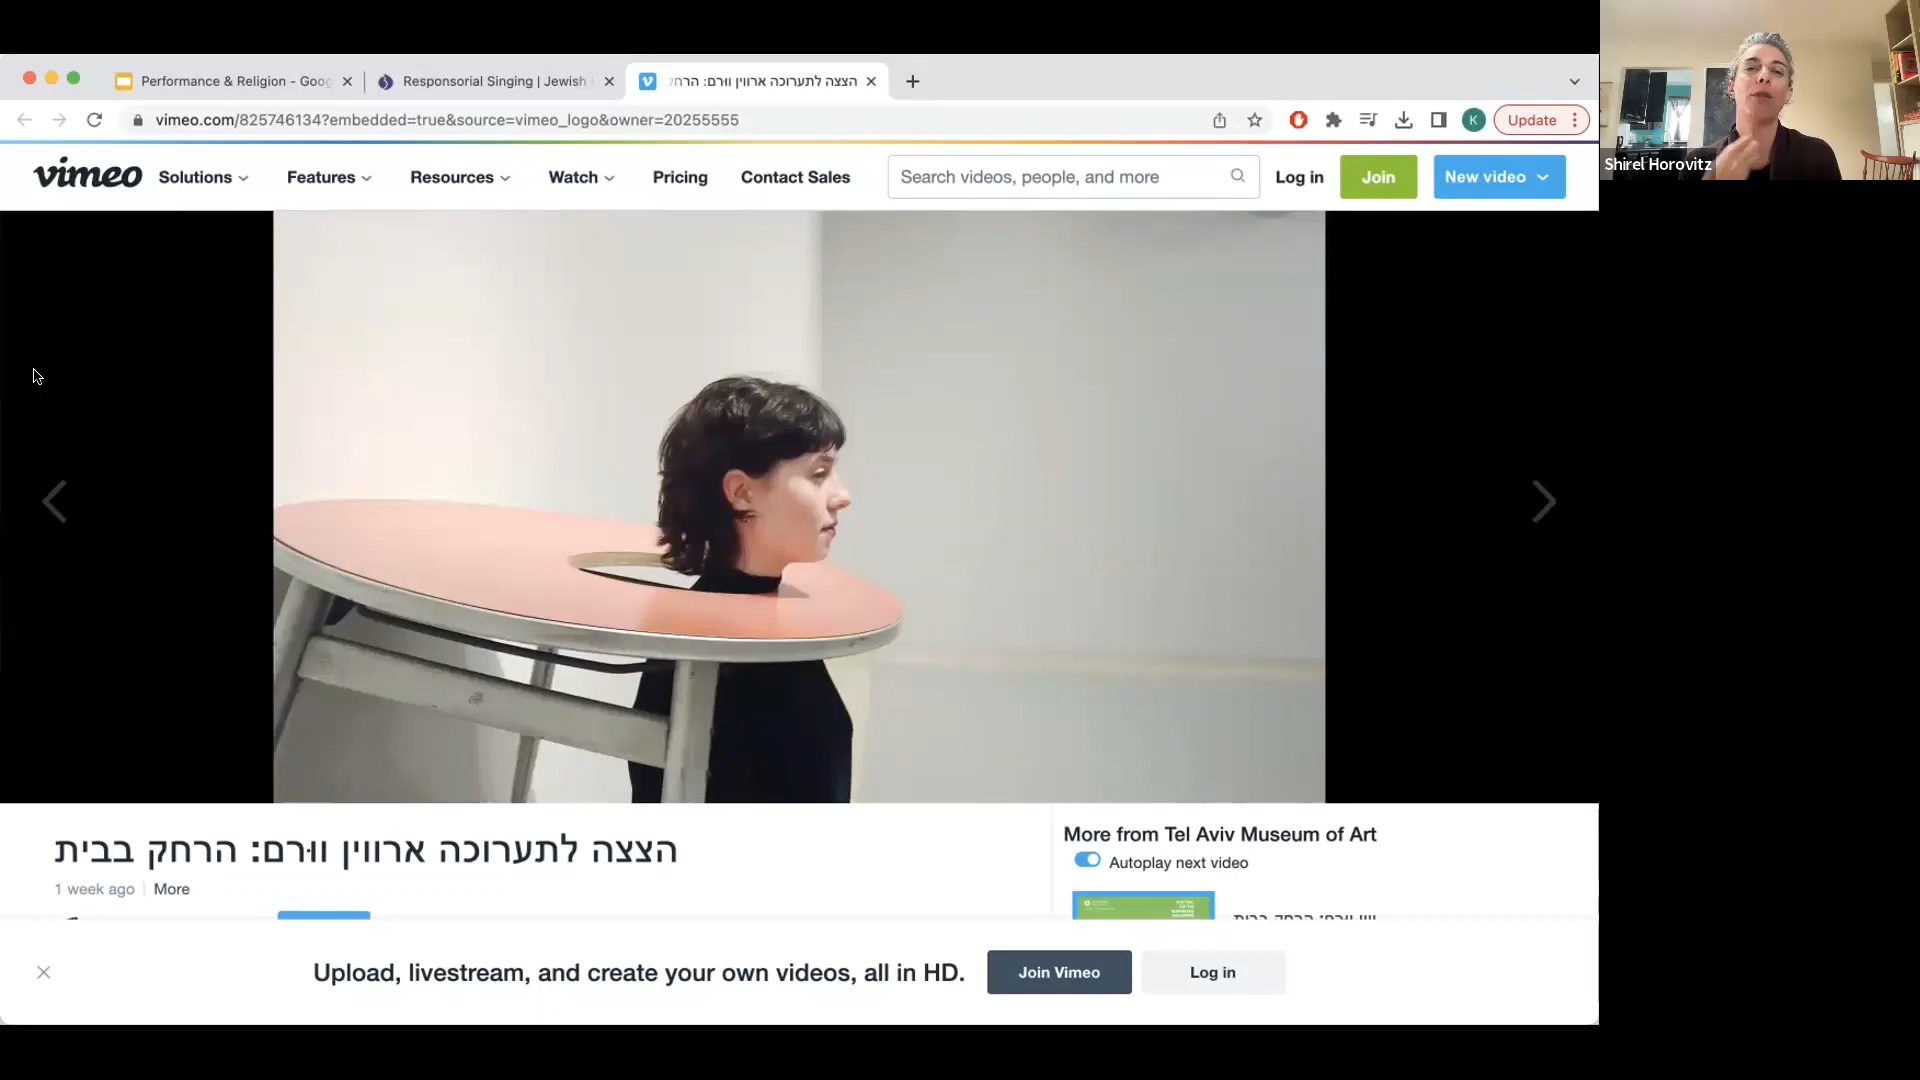 Performance & Religion - Goog
Responsorial Singing | Jewish
הצצה לתערוכה ארווין וורם: הרחק
vimeo.com/825746134?embedded=true&source=vimeo_logo&owner=20255555
K
Update
vimeo
Solutions
Features
Resources
Watch
Pricing
Contact Sales
Search videos, people, and more
Log in
Join
New video
Shirel Horovitz
הצצה לתערוכה ארווין וורם: הרחק בבית
1 week ago
More
More from Tel Aviv Museum of Art
Autoplay next video
Upload, livestream, and create your own videos, all in HD.
Join Vimeo
Log in